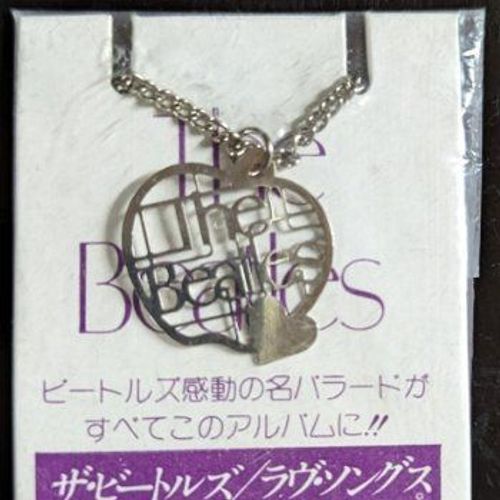 The
Beatles
The
Beatles
ビートルズ感動の名バラードが
すべてこのアルバムに!!
ザ・ビートルズ/ラヴ・ソングス